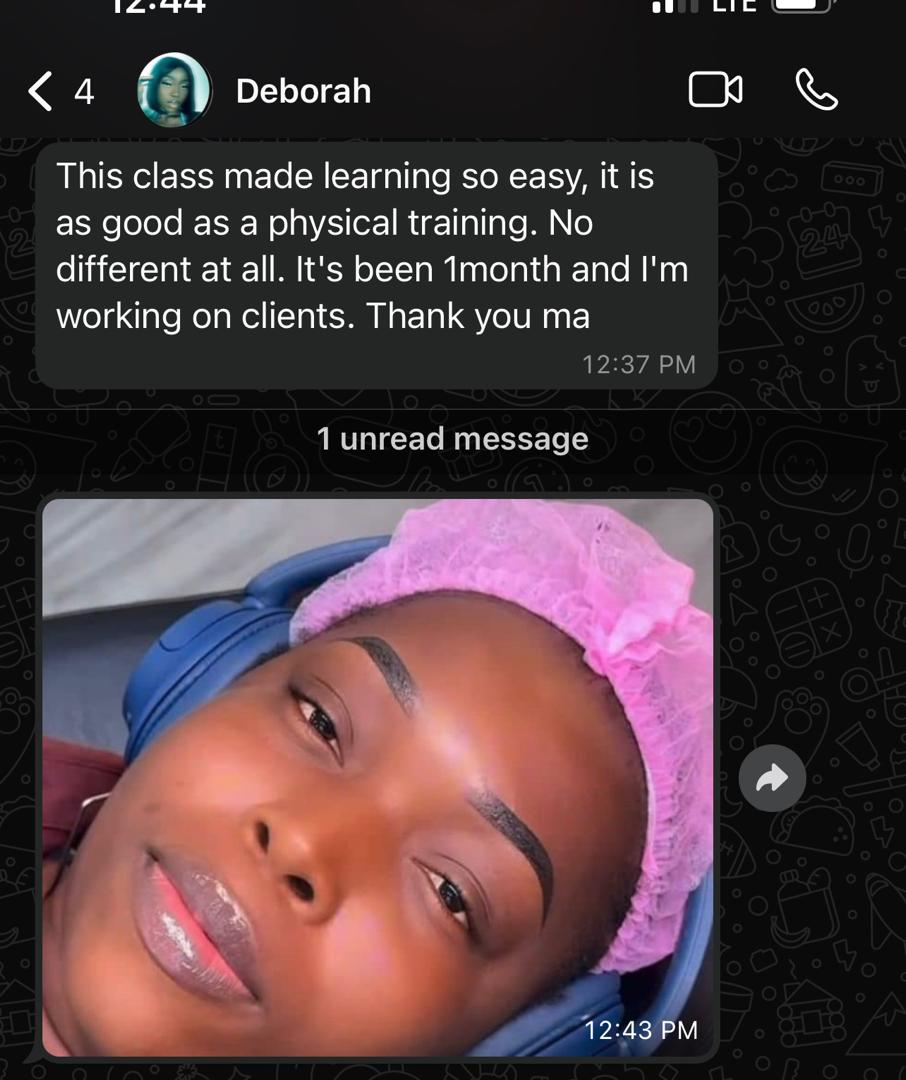 12:44
LTE
4
Deborah
This class made learning so easy, it is
as good as a physical training. No
different at all. It's been 1month and I'm
working on clients. Thank you ma
12:37 PM
1 unread message
12:43 PM